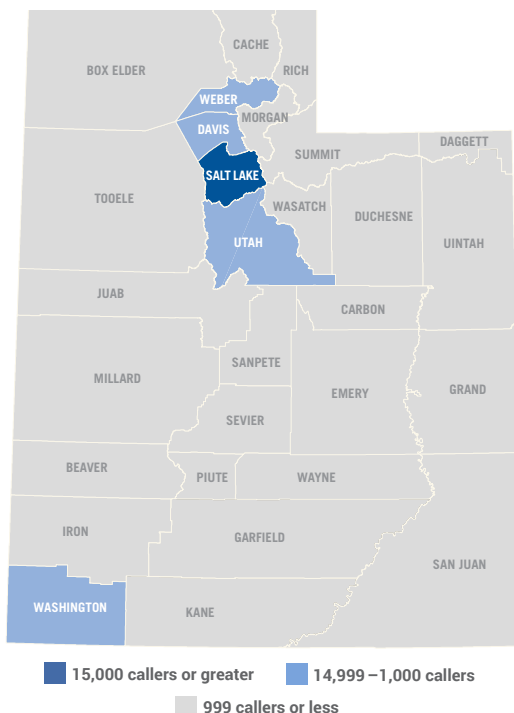 CACHE
BOX ELDER
RICH
WEBER
MORGAN
DAVIS
DAGGETT
SUMMIT
SALT LAKE
TOOELE
WASATCH
DUCHESNE
UTAH
UINTAH
JUAB
CARBON
SANPETE
MILLARD
EMERY
GRAND
SEVIER
BEAVER
PIUTE
WAYNE
IRON
GARFIELD
SAN JUAN
WASHINGTON
KANE
15,000 callers or greater
14,999–1,000 callers
999 callers or less